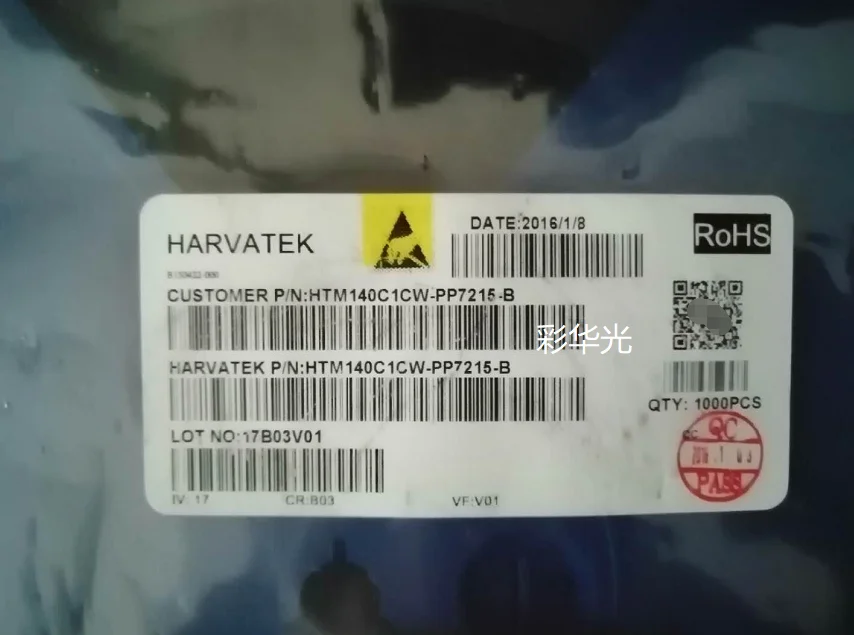 HARVATEK
DATE:2016/1/8
RoHS
CUSTOMER P/N:HTM140C1CW-PP7215-B
彩华光
HARVATEK P/N:HTM140C1CW-PP7215-B
QTY: 1000PCS
LOT NO:17B03V01
QC
QC
PASS
IV: 17 CR:B03 VF:V01